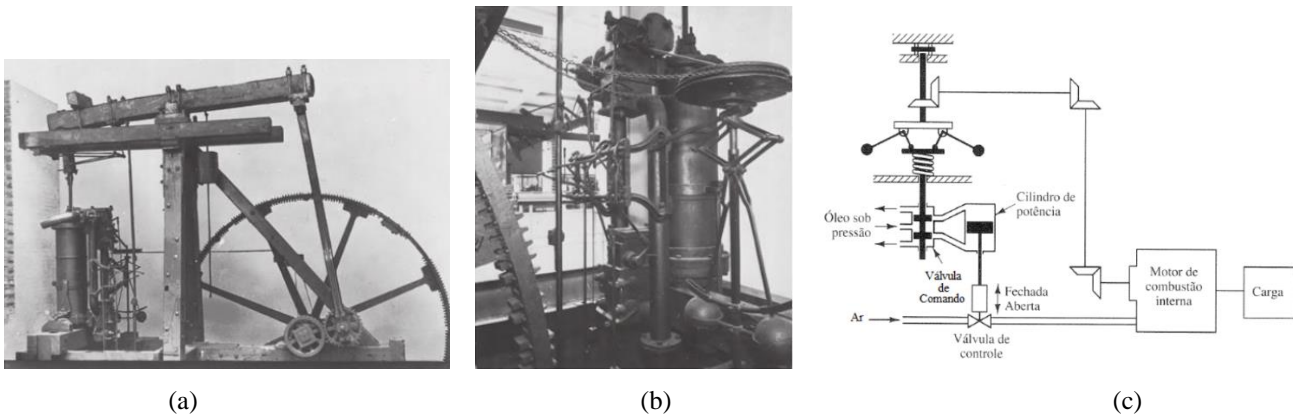 Óleo sob
pressão
Cilindro de
potência
Válvula
de
Comando
Fechada
Aberta
Motor de
combustão
interna
Carga
Ar
Válvula de
controle
(a)
(b)
(c)